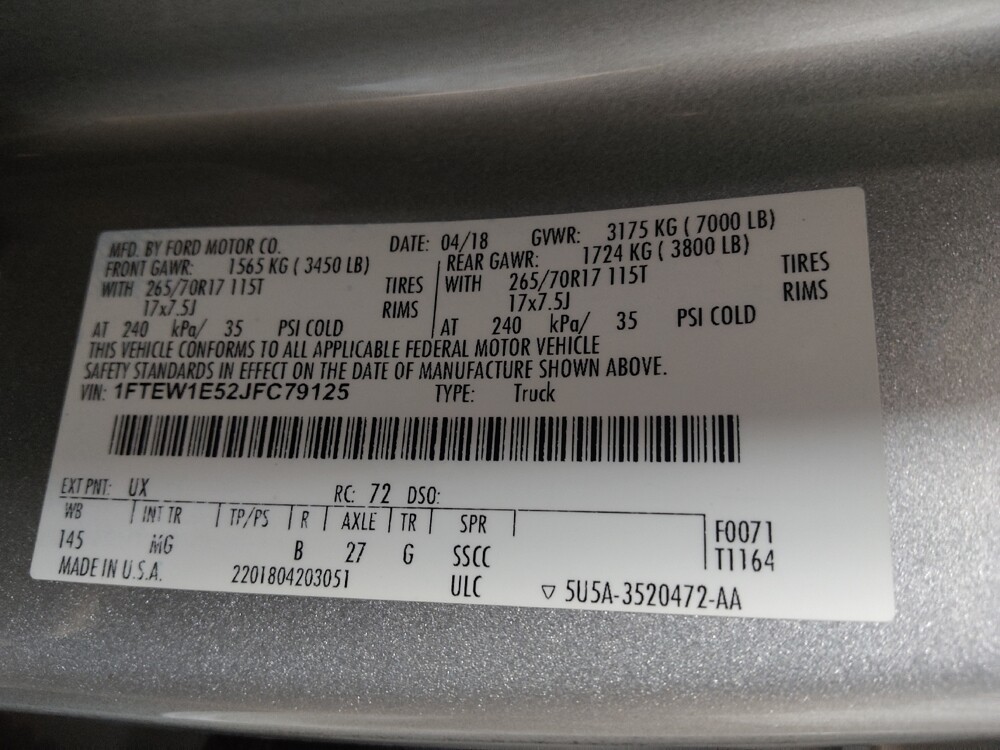 MFD. BY FORD MOTOR CO. DATE: 04/18 GVWR: 3175 KG ( 7000 LB)
FRONT GAWR: 1565 KG ( 3450 LB) REAR GAWR: 1724 KG ( 3800 LB)
WITH 265/70R17 115T TIRES WITH 265/70R17 115T TIRES
17x7.5J RIMS 17x7.5J RIMS
AT 240 kPa/ 35 PSI COLD AT 240 kPa/ 35 PSI COLD
THIS VEHICLE CONFORMS TO ALL APPLICABLE FEDERAL MOTOR VEHICLE
SAFETY STANDARDS IN EFFECT ON THE DATE OF MANUFACTURE SHOWN ABOVE.
VIN: 1FTEW1E52JFC79125 TYPE: Truck
EXT PNT: UX RC: 72 DSO:
WB INT TR TP/PS R AXLE TR SPR F0071
145 MG B 27 G SSCC T1164
MADE IN U.S.A. 2201804203051 ULC ▽ 5U5A-3520472-AA